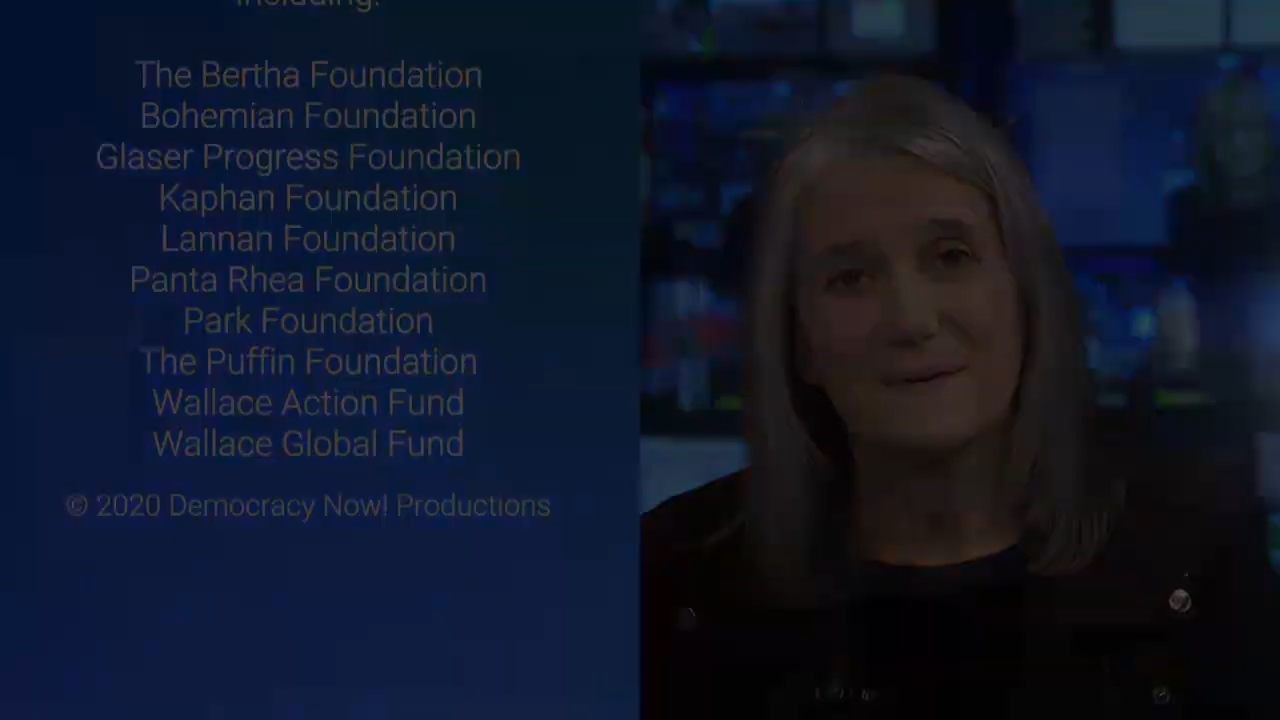 including:
The Bertha Foundation
Bohemian Foundation
Glaser Progress Foundation
Kaphan Foundation
Lannan Foundation
Panta Rhea Foundation
Park Foundation
The Puffin Foundation
Wallace Action Fund
Wallace Global Fund
© 2020 Democracy Now! Productions